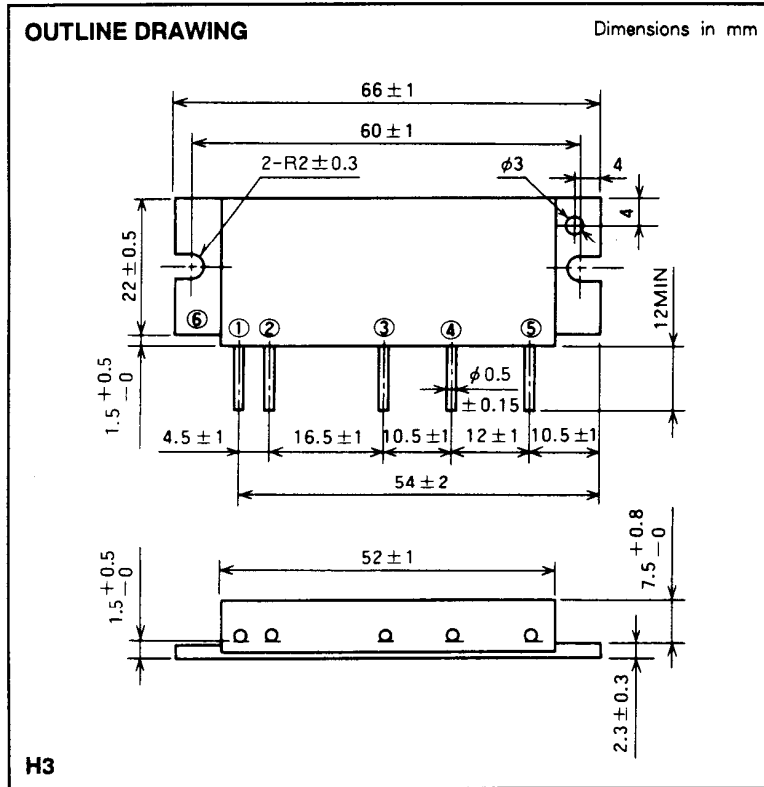 OUTLINE DRAWING
Dimensions in mm
66±1
60±1
2-R2±0.3
φ3
4
4
22±0.5
12MIN
⑥
① ② ③ ④ ⑤
1.5 +0.5 −0
φ0.5
±0.15
4.5±1 16.5±1 10.5±1 12±1 10.5±1
54±2
52±1
1.5 +0.5 −0
7.5 +0.8 −0
2.3±0.3
H3